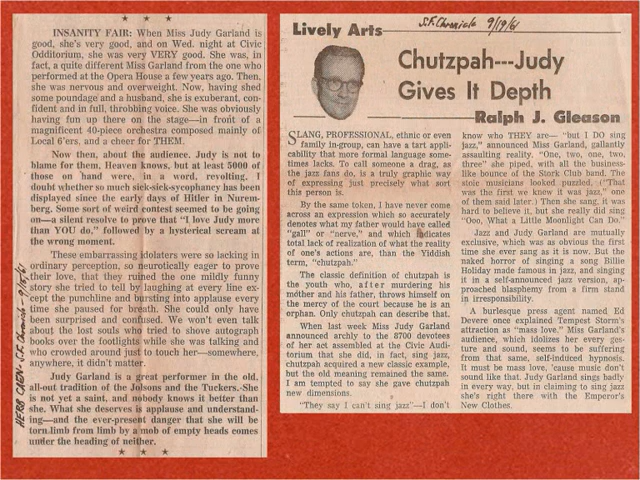 ★ ★ ★
INSANITY FAIR: When Miss Judy Garland is
good, she's very good, and on Wed. night at Civic
Oditorium, she was very VERY good. She was, in
fact, a quite different Miss Garland from the one who
performed at the Opera House a few years ago. Then,
she was nervous and overweight. Now, having shed
some poundage and a husband, she is exuberant, con-
fident and in full, throbbing voice. She was obviously
having fun up there on the stage—in front of a
magnificent 40-piece orchestra composed mainly of
Local 6'ers, and a cheer for THEM.
Now then, about the audience. Judy is not to
blame for them, Heaven knows, but at least 5000 of
those on hand were, in a word, revolting. I
doubt whether so much sick-sick-sycophancy has been
displayed since the early days of Hitler in Nurem-
berg. Some sort of weird contest seemed to be going
on—a silent resolve to prove that "I love Judy more
than YOU do," followed by a hysterical scream at
the wrong moment.
These embarrassing idolaters were so lacking in
ordinary perception, so neurotically eager to prove
their love, that they ruined the one mildly funny
story she tried to tell by laughing at every line ex-
cept the punchline and bursting into applause every
time she paused for breath. She could only have
been surprised and confused. We won't even talk
about the lost souls who tried to shove autograph
books over the footlights while she was talking and
who crowded around just to touch her—somewhere,
anywhere, it didn't matter.
Judy Garland is a great performer in the old,
all-out tradition of the Jolsons and the Tuckers. She
is not yet a saint, and nobody knows it better than
she. What she deserves is applause and understand-
ing—and the ever-present danger that she will be
torn limb from limb by a mob of empty heads comes
under the heading of neither.
★ ★ ★
HERB CAEN - S.F. Chronicle - 9/15/61
Lively Arts
S.F. Chronicle 9/19/61
Chutzpah---Judy
Gives It Depth
Ralph J. Gleason
SLANG, PROFESSIONAL, ethnic or even
family in-group, can have a tart appli-
cability that more formal language some-
times lacks. To call someone a drag, as
the jazz fans do, is a truly graphic way
of expressing just precisely what sort
this person is.
By the same token, I have never come
across an expression which so accurately
denotes what my father would have called
"gall" or "nerve," and which indicates
total lack of realization of what the reality
of one's actions are, than the Yiddish
term, "chutzpah."
The classic definition of chutzpah is
the youth who, after murdering his
mother and his father, throws himself on
the mercy of the court because he is an
orphan. Only chutzpah can describe that.
When last week Miss Judy Garland
announced archly to the 8700 devotees
of her act assembled at the Civic Audi-
torium that she did, in fact, sing jazz,
chutzpah acquired a new classic example,
but the old meaning remained the same.
I am tempted to say she gave chutzpah
new dimensions.
"They say I can't sing jazz"—I don't
know who THEY are— "but I DO sing
jazz," announced Miss Garland, gallantly
assaulting reality. "One, two, one, two,
three" she piped, with all the business-
like bounce of the Stork Club band. The
stoic musicians looked puzzled. ("That
was the first we knew it was jazz," one
of them said later.) Then she sang, it was
hard to believe it, but she really did sing
"Ooo, What a Little Moonlight Can Do."
Jazz and Judy Garland are mutually
exclusive, which was as obvious the first
time she ever sang as it is now. But the
naked horror of singing a song Billie
Holiday made famous in jazz, and singing
it in a self-announced jazz version, ap-
proached blasphemy from a firm stand
in irresponsibility.
A burlesque press agent named Ed
Devere once explained Tempest Storm's
attraction as "mass love." Miss Garland's
audience, which idolizes her every ges-
ture and sound, seems to be suffering
from that same, self-induced hypnosis.
It must be mass love, 'cause music don't
sound like that. Judy Garland sings badly
in every way, but in claiming to sing jazz
she's right there with the Emperor's
New Clothes.